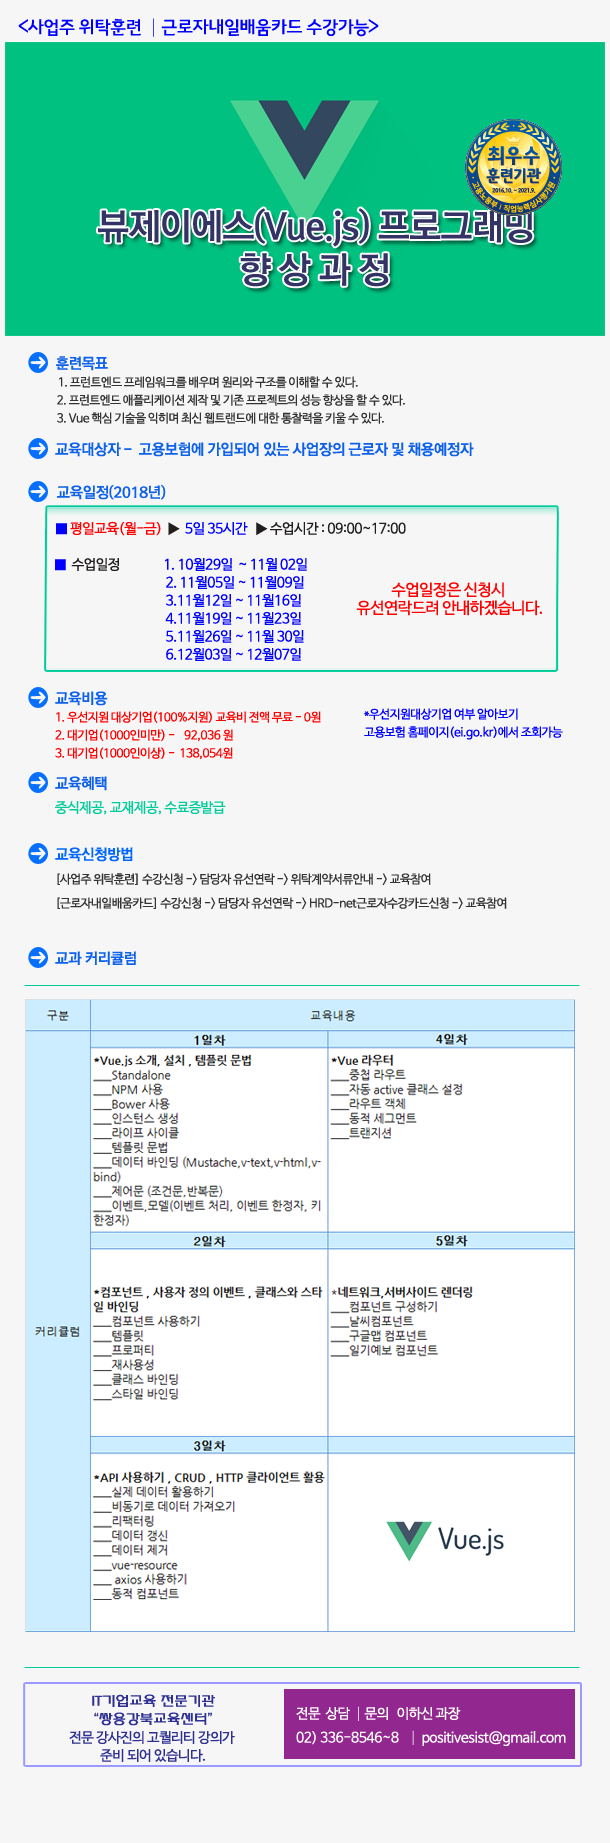 <사업주 위탁훈련 | 근로자내일배움카드 수강가능>
최우수
훈련기관
2016.10. ~ 2021.9.
고용노동부 | 직업능력심사평가원
뷰제이에스(Vue.js) 프로그래밍
향상과정
훈련목표
1. 프런트엔드 프레임워크를 배우며 원리와 구조를 이해할 수 있다.
2. 프런트엔드 애플리케이션 제작 및 기존 프로젝트의 성능 향상을 할 수 있다.
3. Vue 핵심 기술을 익히며 최신 웹트랜드에 대한 통찰력을 키울 수 있다.
교육대상자 - 고용보험에 가입되어 있는 사업장의 근로자 및 채용예정자
교육일정(2018년)
■ 평일교육(월-금) ▶ 5일 35시간 ▶ 수업시간 : 09:00~17:00
■ 수업일정 1. 10월29일 ~ 11월 02일
2. 11월05일 ~ 11월09일
3.11월12일 ~ 11월16일
4.11월19일 ~ 11월23일
5.11월26일 ~ 11월 30일
6.12월03일 ~ 12월07일
수업일정은 신청시
유선연락드려 안내하겠습니다.
교육비용
1. 우선지원 대상기업(100%지원) 교육비 전액 무료 - 0원
2. 대기업(1000인미만) - 92,036 원
3. 대기업(1000인이상) - 138,054원
*우선지원대상기업 여부 알아보기
고용보험 홈페이지(ei.go.kr)에서 조회가능
교육혜택
중식제공, 교재제공, 수료증발급
교육신청방법
[사업주 위탁훈련] 수강신청 -> 담당자 유선연락 -> 위탁계약서류안내 -> 교육참여
[근로자내일배움카드] 수강신청 -> 담당자 유선연락 -> HRD-net근로자수강카드신청 -> 교육참여
교과 커리큘럼
구분 교육내용
커리큘럼
1일차
*Vue.js 소개, 설치 , 템플릿 문법
___Standalone
___NPM 사용
___Bower 사용
___인스턴스 생성
___라이프 사이클
___템플릿 문법
___데이터 바인딩 (Mustache,v-text,v-html,v-
bind)
___제어문 (조건문,반복문)
___이벤트,모델(이벤트 처리, 이벤트 한정자, 키
한정자)
4일차
*Vue 라우터
___중첩 라우트
___자동 active 클래스 설정
___라우트 객체
___동적 세그먼트
___트랜지션
2일차
*컴포넌트 , 사용자 정의 이벤트 , 클래스와 스타
일 바인딩
___컴포넌트 사용하기
___템플릿
___프로퍼티
___재사용성
___클래스 바인딩
___스타일 바인딩
5일차
*네트워크,서버사이드 렌더링
___컴포넌트 구성하기
___날씨컴포넌트
___구글맵 컴포넌트
___일기예보 컴포넌트
3일차
*API 사용하기 , CRUD , HTTP 클라이언트 활용
___실제 데이터 활용하기
___비동기로 데이터 가져오기
___리팩터링
___데이터 갱신
___데이터 제거
___vue-resource
___ axios 사용하기
___동적 컴포넌트
Vue.js
IT기업교육 전문기관
“쌍용강북교육센터”
전문 강사진의 고퀄리티 강의가
준비 되어 있습니다.
전문 상담 | 문의 이하신 과장
02) 336-8546~8 | positivesist@gmail.com